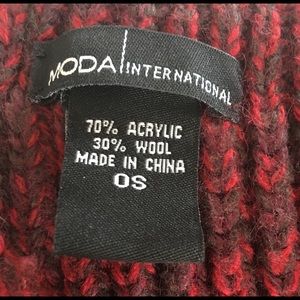 MODA INTERNATIONAL
70% ACRYLIC
30% WOOL
MADE IN CHINA
OS